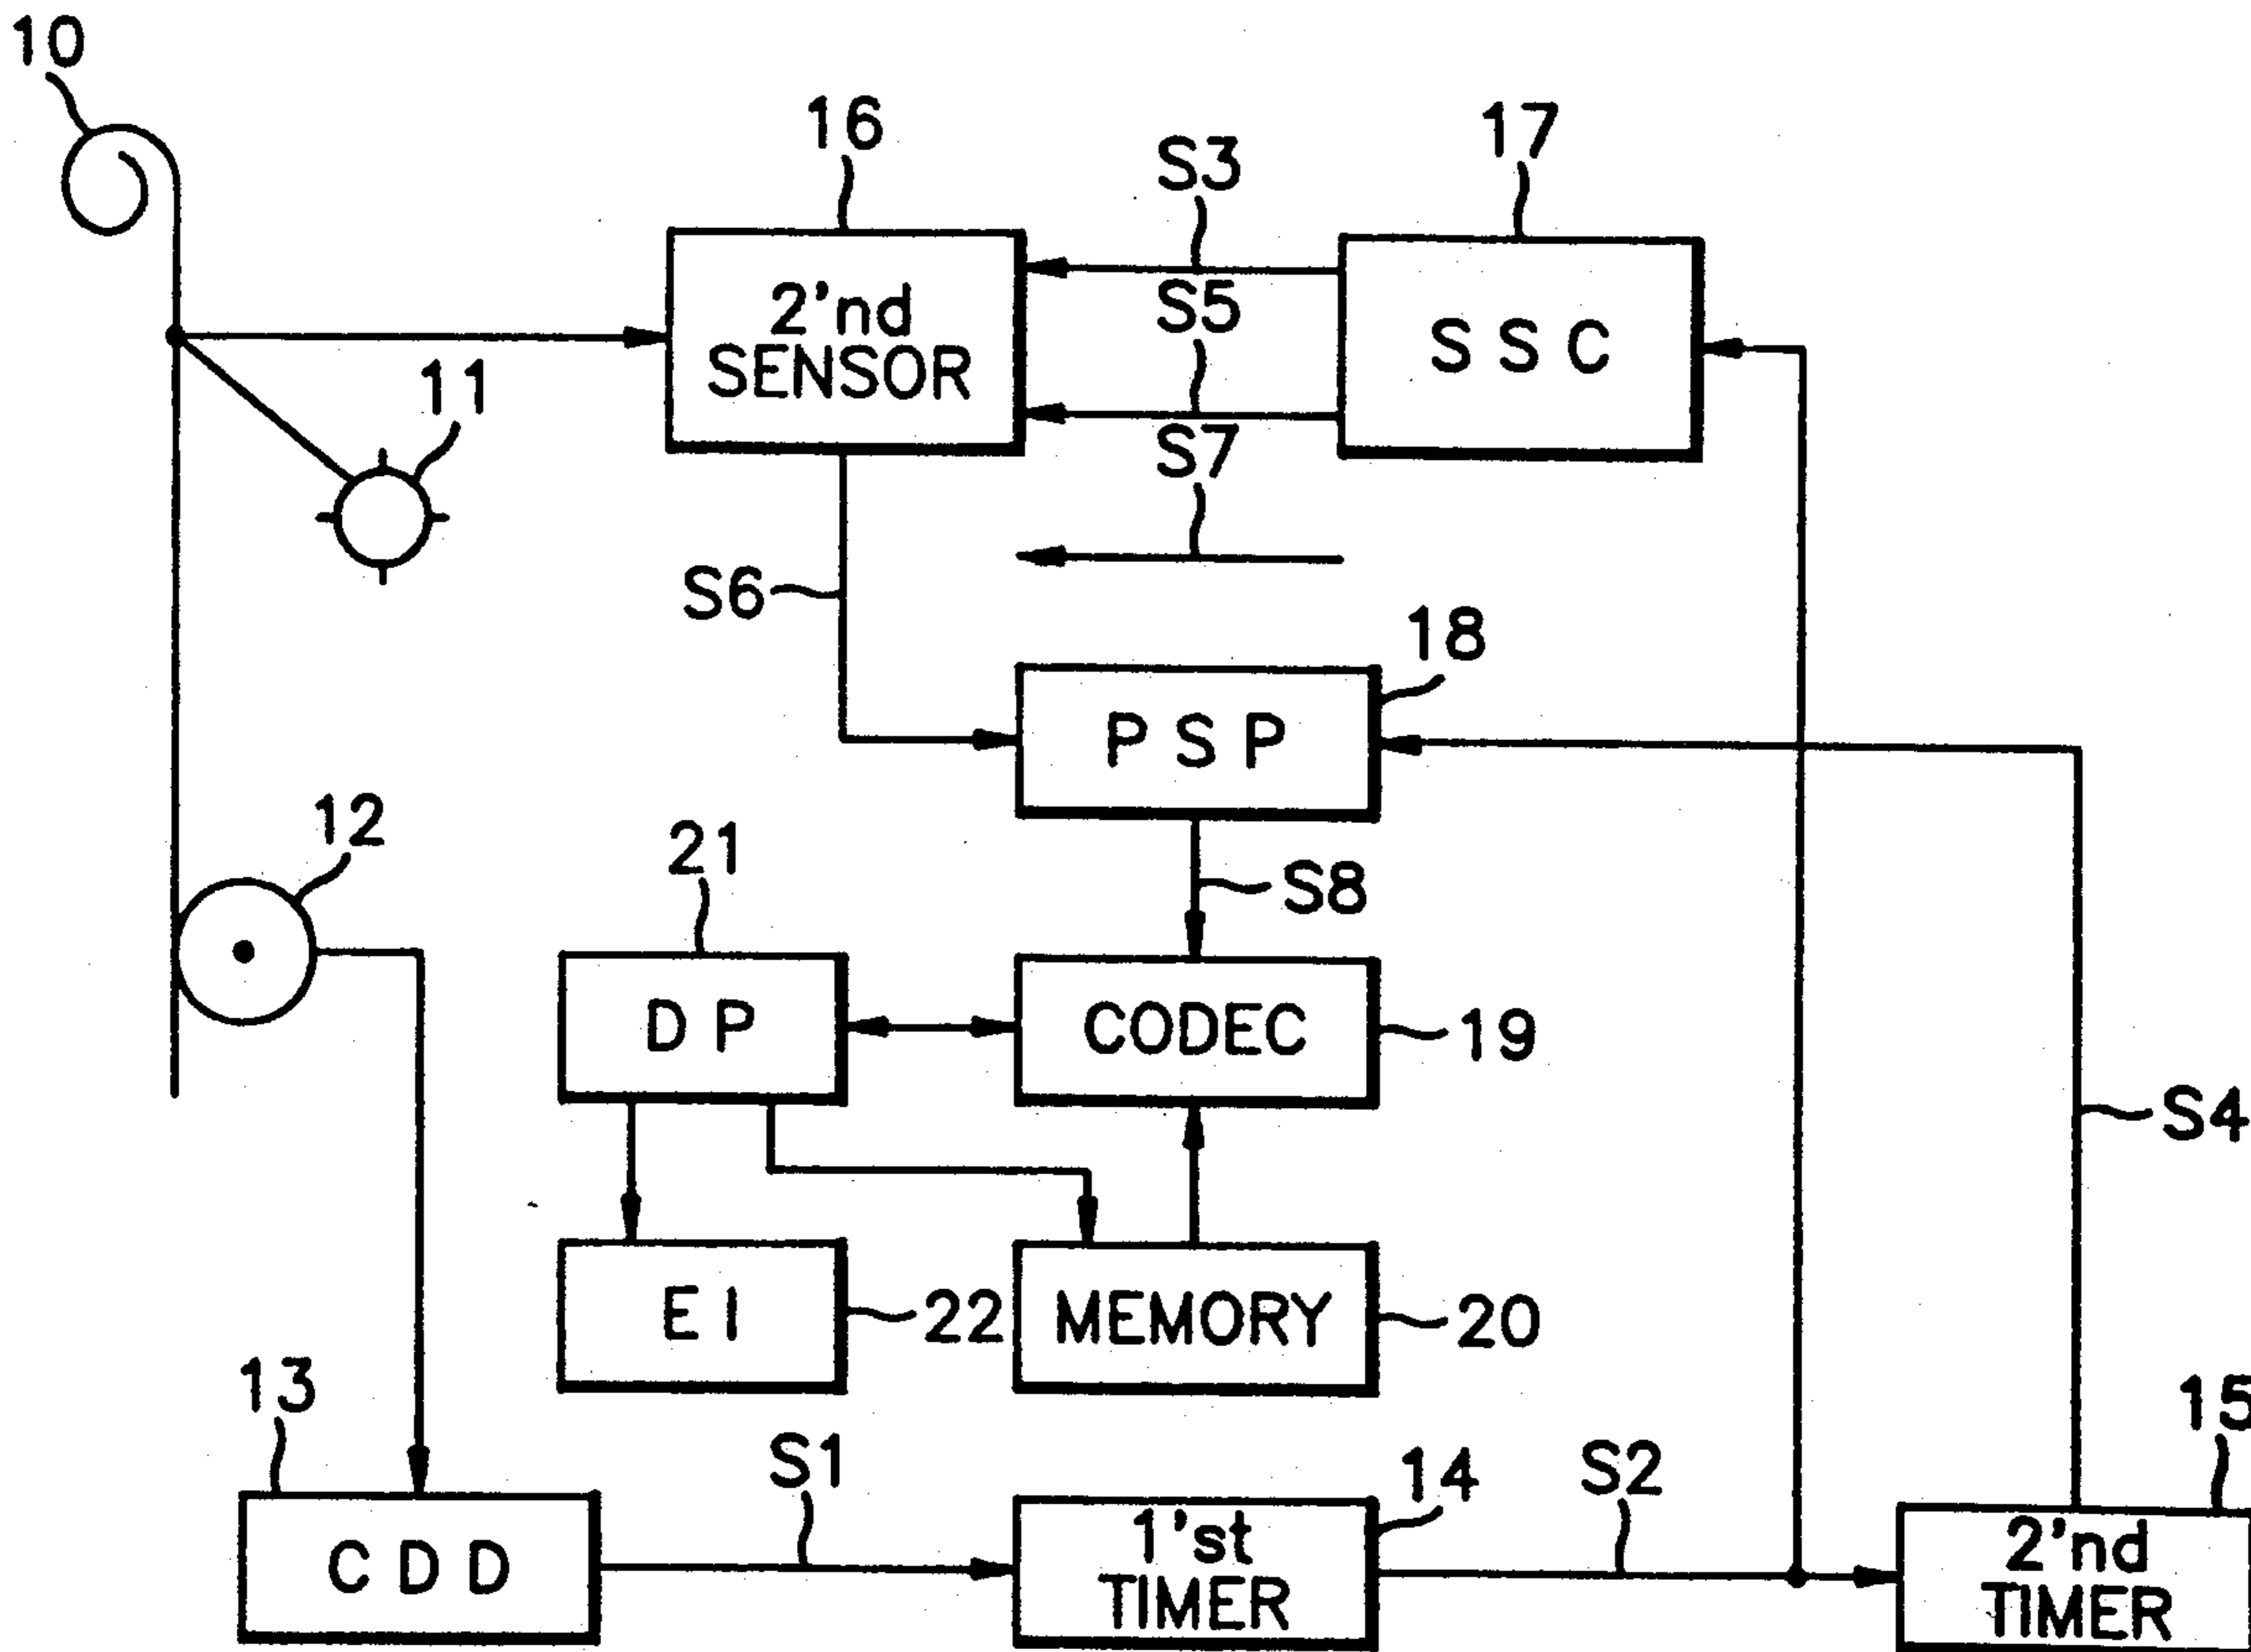 10
16
S3
17
2'nd
SENSOR
S5
S S C
11
S7
S6
18
P S P
12
21
S8
D P
CODEC
19
S4
E I
22
MEMORY
20
13
S1
14
S2
15
C D D
1'st
TIMER
2'nd
TIMER